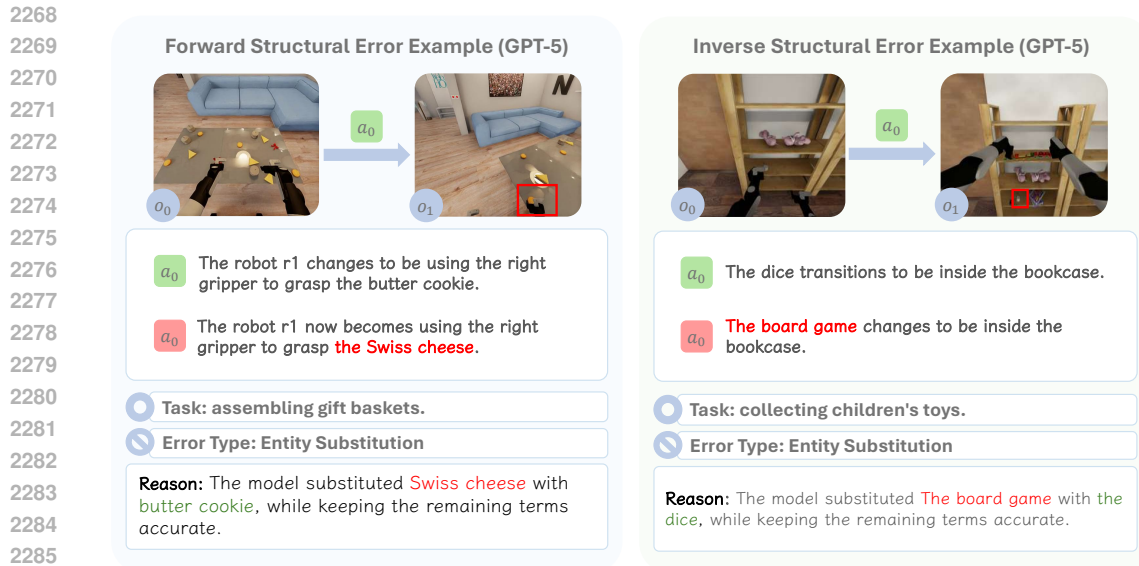 2268
2269
2270
2271
2272
2273
2274
2275
2276
2277
2278
2279
2280
2281
2282
2283
2284
2285
Forward Structural Error Example (GPT-5)
a0
o0
o1
N
a0 The robot r1 changes to be using the right
gripper to grasp the butter cookie.
a0 The robot r1 now becomes using the right
gripper to grasp the Swiss cheese.
Task: assembling gift baskets.
Error Type: Entity Substitution
Reason: The model substituted Swiss cheese with
butter cookie, while keeping the remaining terms
accurate.
Inverse Structural Error Example (GPT-5)
a0
o0
o1
a0 The dice transitions to be inside the bookcase.
a0 The board game changes to be inside the
bookcase.
Task: collecting children's toys.
Error Type: Entity Substitution
Reason: The model substituted The board game with the
dice, while keeping the remaining terms accurate.